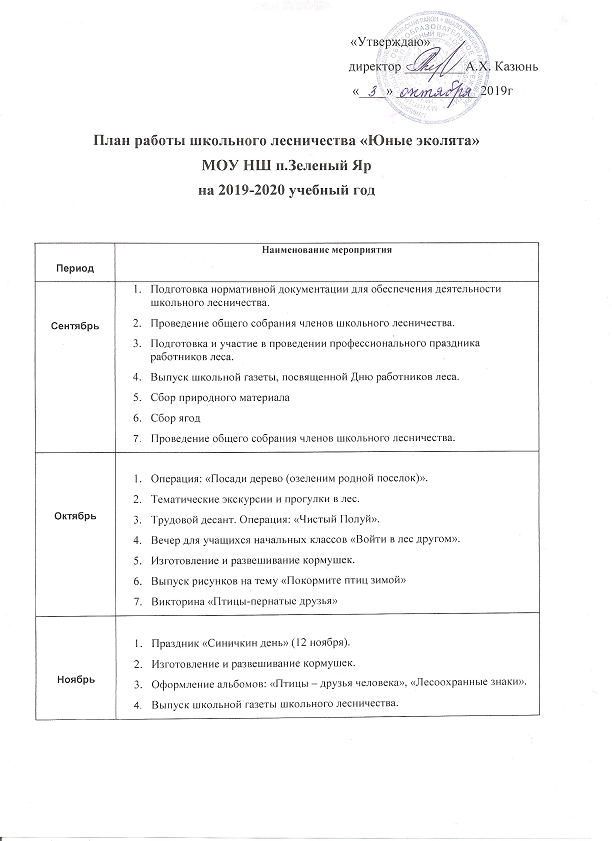 «Утверждаю»
директор __________ А.Х. Казюнь
« 3 » октября 2019г
План работы школьного лесничества «Юные эколята»
МОУ НШ п.Зеленый Яр
на 2019-2020 учебный год
Период
Наименование мероприятия
Сентябрь
1. Подготовка нормативной документации для обеспечения деятельности
школьного лесничества.
2. Проведение общего собрания членов школьного лесничества.
3. Подготовка и участие в проведении профессионального праздника
работников леса.
4. Выпуск школьной газеты, посвященной Дню работников леса.
5. Сбор природного материала
6. Сбор ягод
7. Проведение общего собрания членов школьного лесничества.
Октябрь
1. Операция: «Посади дерево (озеленим родной поселок)».
2. Тематические экскурсии и прогулки в лес.
3. Трудовой десант. Операция: «Чистый Полуй».
4. Вечер для учащихся начальных классов «Войти в лес другом».
5. Изготовление и развешивание кормушек.
6. Выпуск рисунков на тему «Покормите птиц зимой»
7. Викторина «Птицы-пернатые друзья»
Ноябрь
1. Праздник «Синичкин день» (12 ноября).
2. Изготовление и развешивание кормушек.
3. Оформление альбомов: «Птицы – друзья человека», «Лесоохранные знаки».
4. Выпуск школьной газеты школьного лесничества.